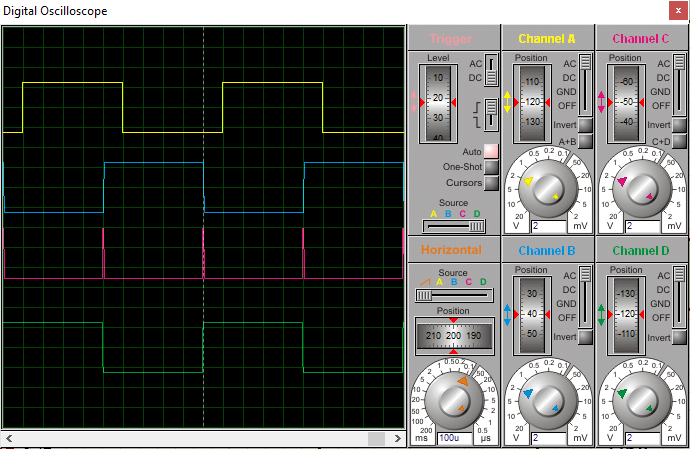 Digital Oscilloscope
x
Trigger
Level
10
20
30
40
AC
DC
Auto
One-Shot
Cursors
Source
A B C D
Channel A
Position
110
120
130
AC
DC
GND
OFF
Invert
A+B
2 1 0.5 0.2 0.1 50 20 10 5 2
5
10
20
V 2 mV
Channel C
Position
-60
-50
-40
AC
DC
GND
OFF
Invert
C+D
2 1 0.5 0.2 0.1 50 20 10 5 2
5
10
20
V 2 mV
Horizontal
Source
A B C D
Position
210 200 190
200 100 50 20 10 5 2 1 0.5 0.2 0.1 50 20 10 5 2 1 0.5
ms 100u µs
Channel B
Position
30
40
50
AC
DC
GND
OFF
Invert
2 1 0.5 0.2 0.1 50 20 10 5 2
5
10
20
V 2 mV
Channel D
Position
-130
-120
-110
AC
DC
GND
OFF
Invert
2 1 0.5 0.2 0.1 50 20 10 5 2
5
10
20
V 2 mV